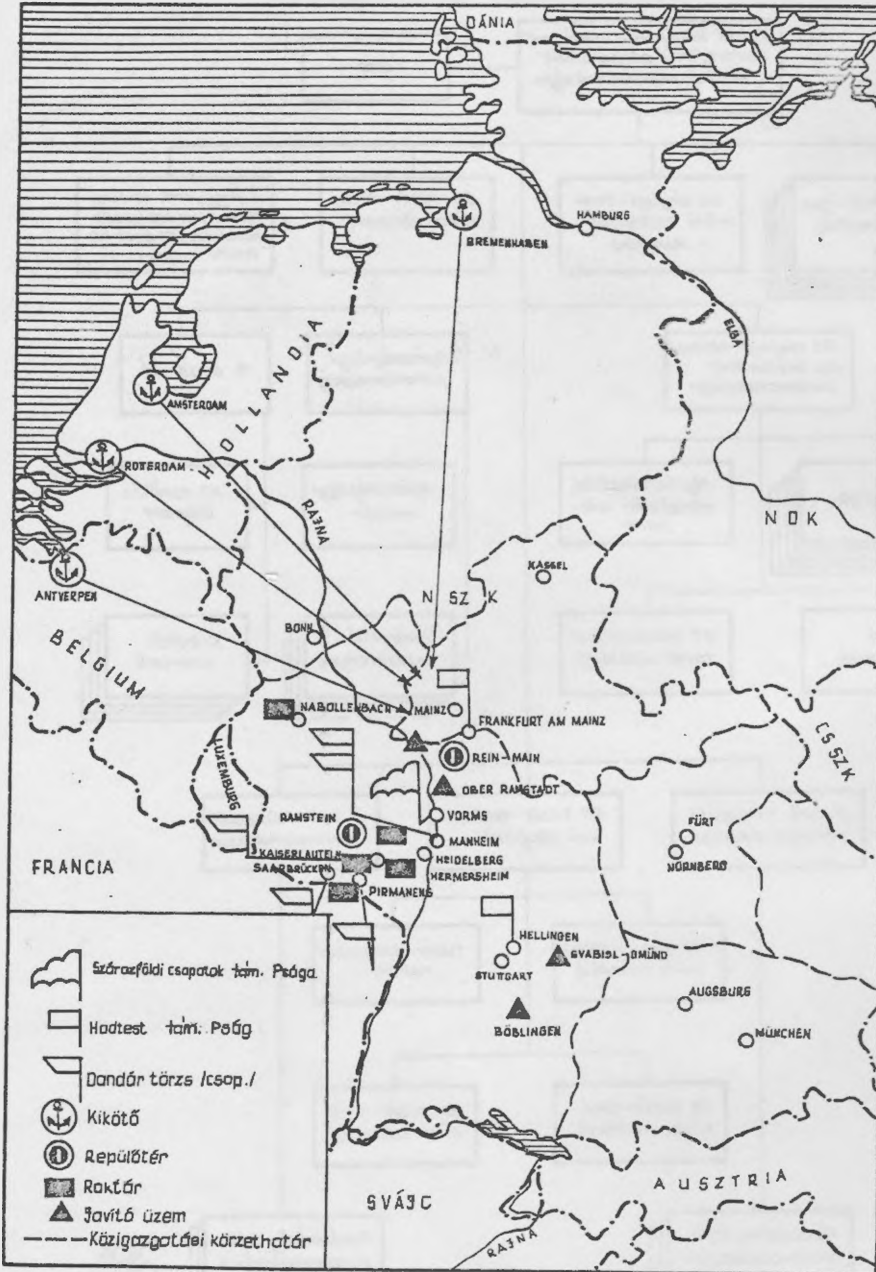 DÁNIA
BREMENHABEN
HAMBURG
ELBA
HOLLANDIA
AMSTERDAM
ROTERDAM
RAJNA
NDK
ANTVERPEN
KASSEL
NSZK
BONN
BELGIUM
NABOLLENBACH
MAINZ
FRANKFURT AM MAINZ
CSSZK
LUXEMBURG
REIN-MAIN
OBER RAMSTADT
RAMSTEIN
VORMS
FÜRT
MANHEIM
NÜRNBERG
KAISERLAUTELN
HEIDELBERG
FRANCIA
SAARBRÜCKEN
HERMERSHEIM
PIRMANENS
HELLINGEN
SVABISL-GMÜND
STUTTGART
AUGSBURG
BÖBLINGEN
MÜNCHEN
Szárazföldi csapatok tám. Psága
Hadtest tám. Pság
Dandár törzs /csop./
Kikötő
Repülőtér
Raktár
Javító üzem
Közigazgatási körzethatár
SVÁJC
AUSZTRIA
RAJNA